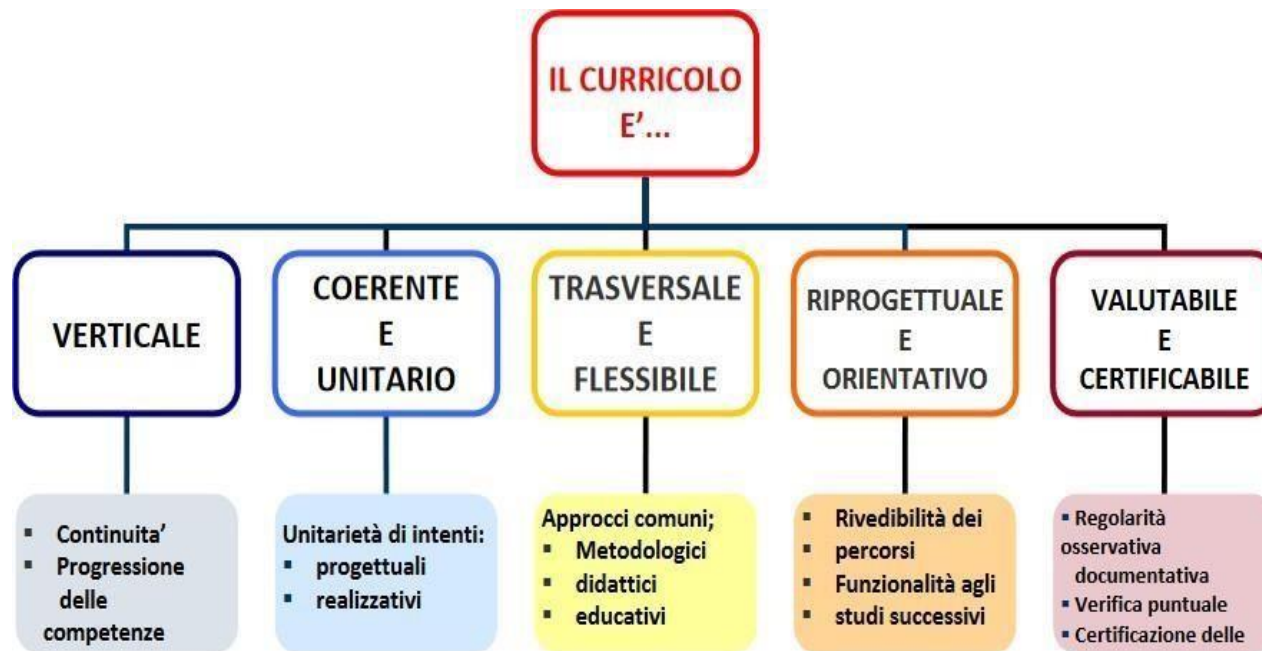 IL CURRICOLO
E'...
VERTICALE
COERENTE
E
UNITARIO
TRASVERSALE
E
FLESSIBILE
RIPROGETTUALE
E
ORIENTATIVO
VALUTABILE
E
CERTIFICABILE
▪ Continuita'
▪ Progressione
delle
competenze
Unitarietà di intenti:
▪ progettuali
▪ realizzativi
Approcci comuni;
▪ Metodologici
▪ didattici
▪ educativi
▪ Rivedibilità dei
▪ percorsi
▪ Funzionalità agli
▪ studi successivi
▪ Regolarità
osservativa
documentativa
▪ Verifica puntuale
▪ Certificazione delle